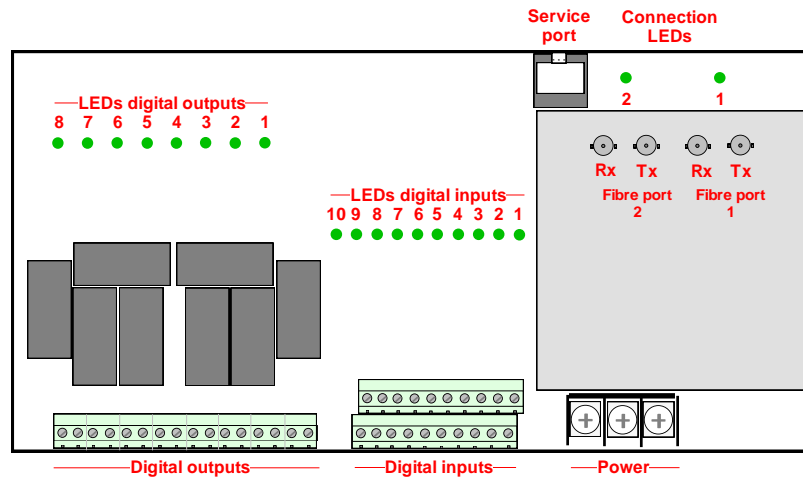 Service
port
Connection
LEDs
2 1
LEDs digital outputs
8 7 6 5 4 3 2 1
Rx Tx Rx Tx
Fibre port
2
Fibre port
1
LEDs digital inputs
10 9 8 7 6 5 4 3 2 1
Digital outputs
Digital inputs
Power